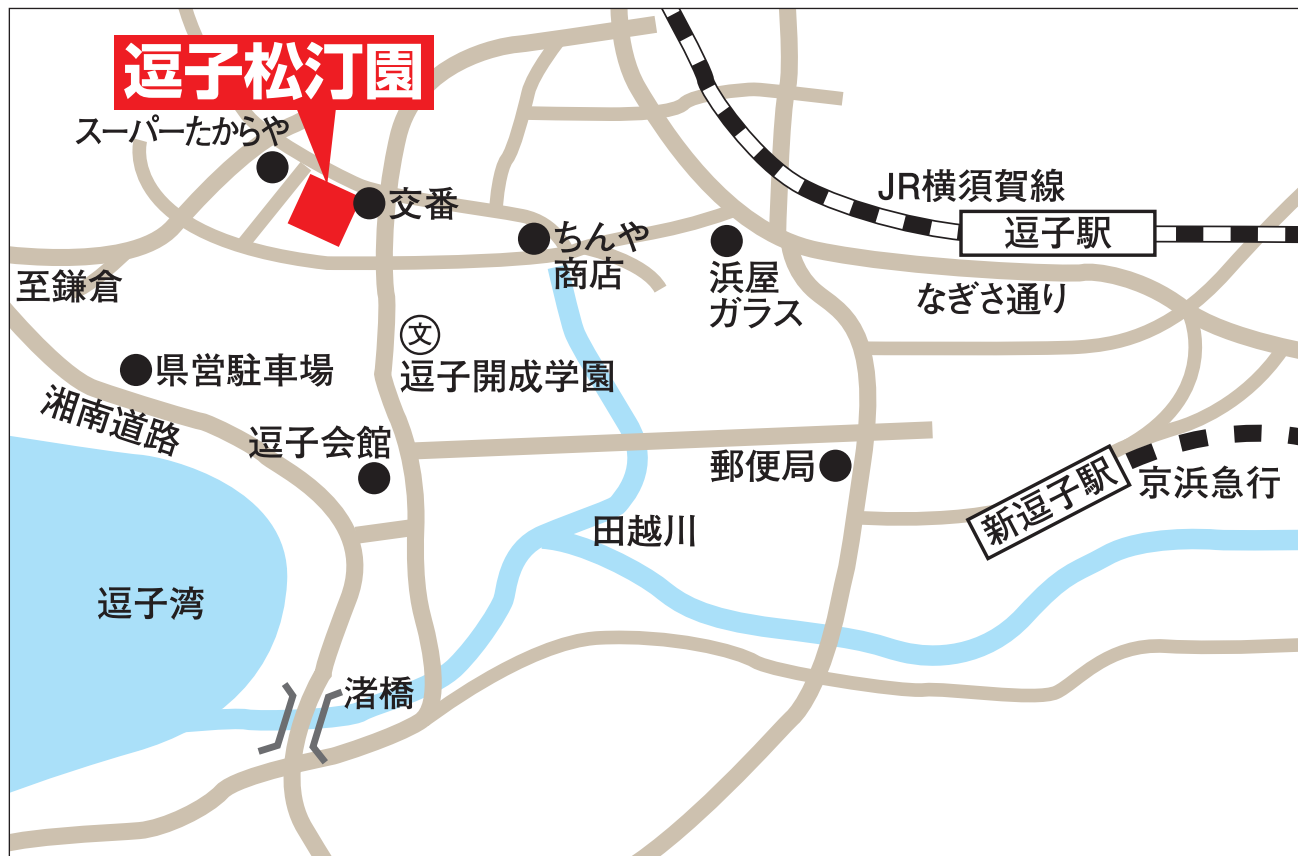 逗子松汀園
スーパーたからや
交番
JR横須賀線
逗子駅
ちんや
商店
浜屋
ガラス
なぎさ通り
至鎌倉
文
逗子開成学園
県営駐車場
湘南道路
逗子会館
郵便局
新逗子駅
京浜急行
田越川
逗子湾
渚橋